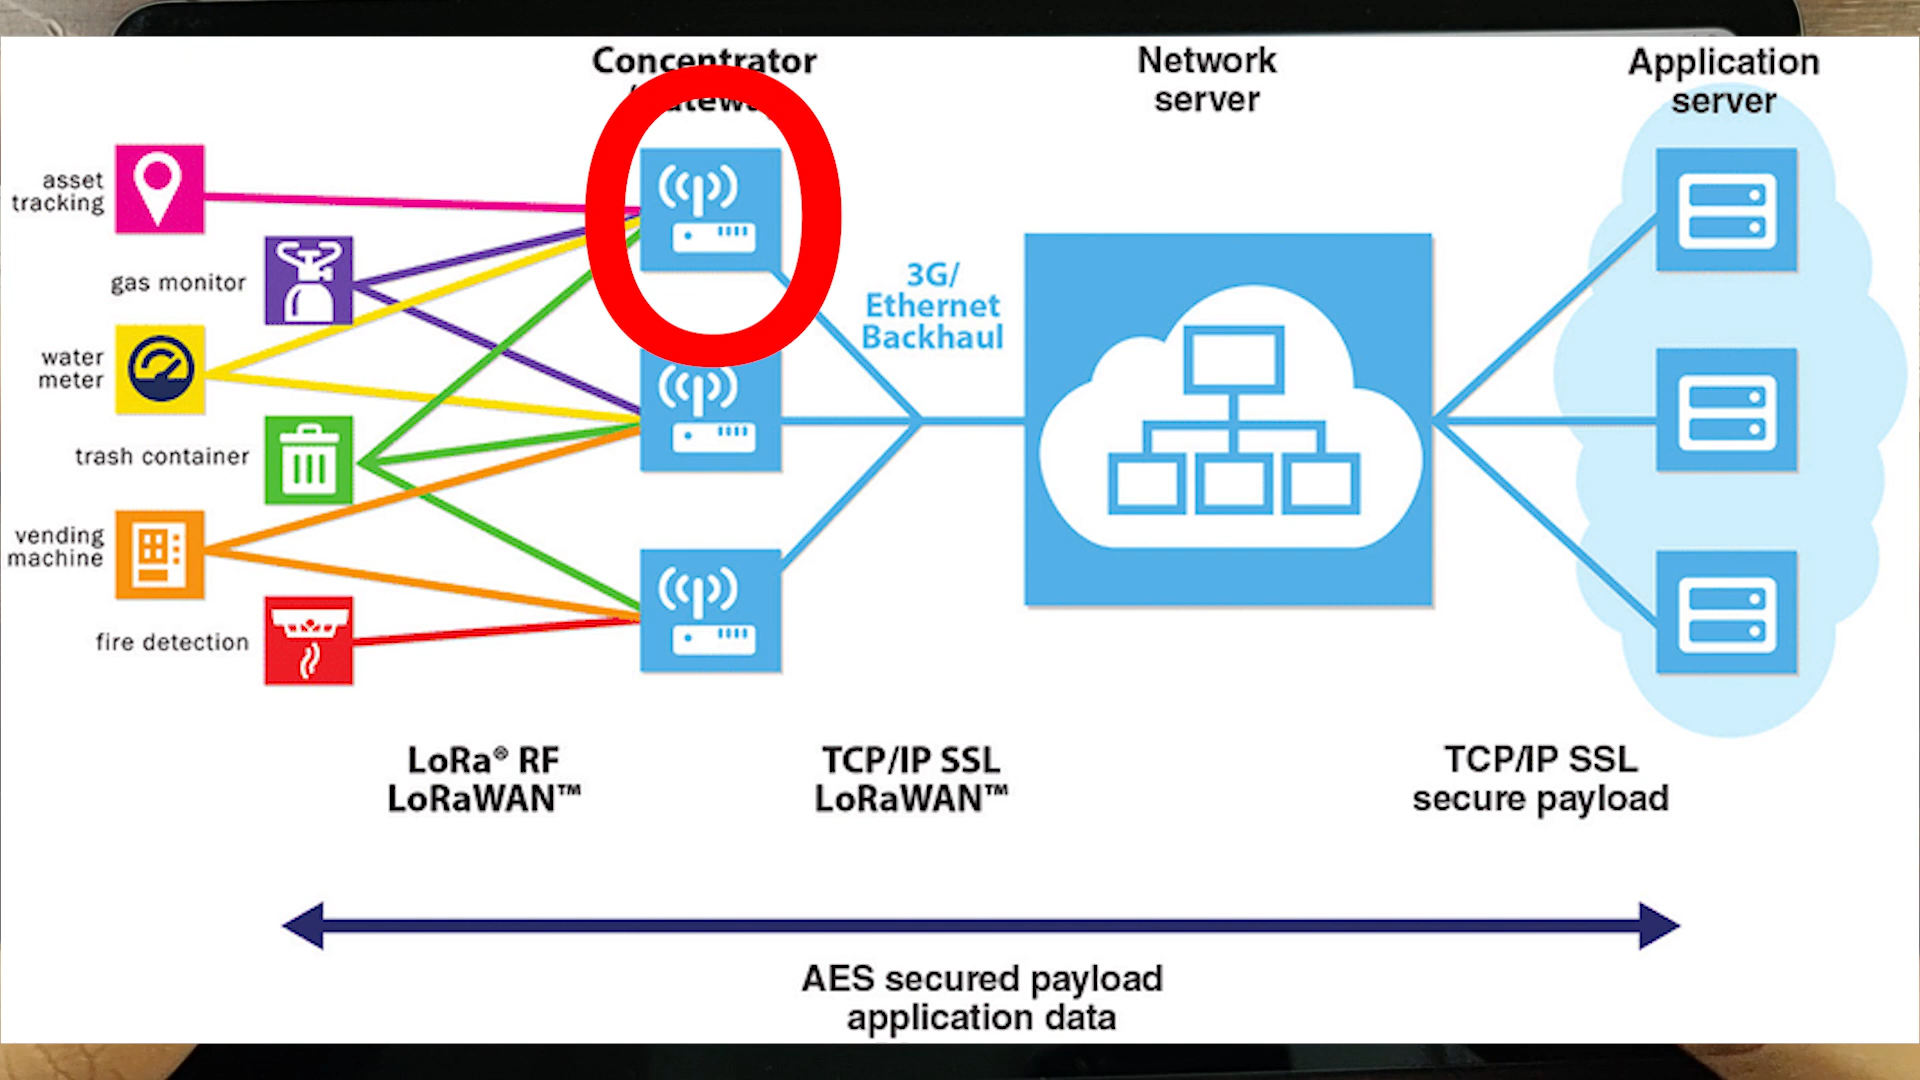 Concentrator
Network
server
Application
server
asset
tracking
gas monitor
water
meter
trash container
vending
machine
fire detection
3G/
Ethernet
Backhaul
LoRa® RF
LoRaWAN™
TCP/IP SSL
LoRaWAN™
TCP/IP SSL
secure payload
AES secured payload
application data